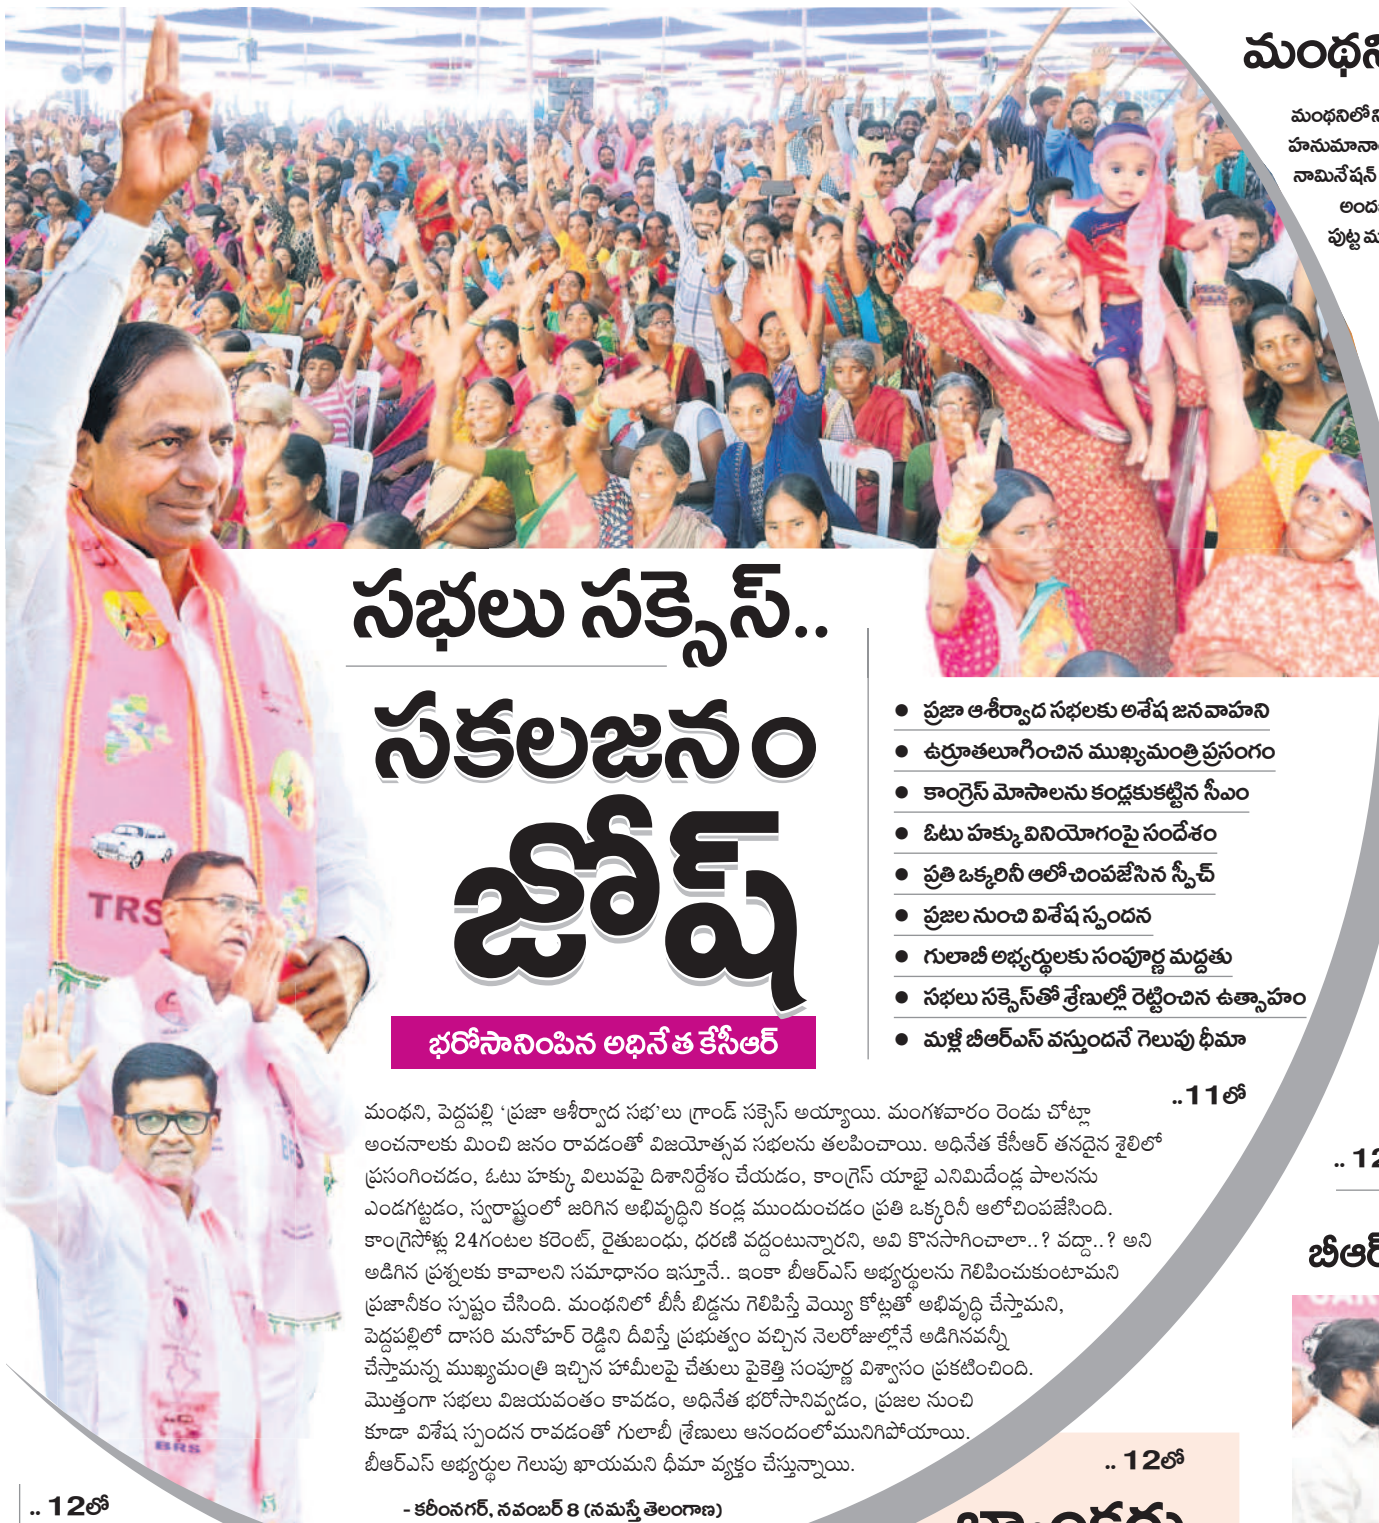 సభలు సక్సెస్..
సకలజనం
జోష్
భరోసానింపిన అధినేత కేసీఆర్
● ప్రజా ఆశీర్వాద సభలకు అశేష జనవాహిని
● ఉర్రూతలూగించిన ముఖ్యమంత్రి ప్రసంగం
● కాంగ్రెస్ మోసాలను కండ్లకుకట్టిన సీఎం
● ఓటు హక్కు వినియోగంపై సందేశం
● ప్రతి ఒక్కరినీ ఆలోచింపజేసిన స్పీచ్
● ప్రజల నుంచి విశేష స్పందన
● గులాబీ అభ్యర్థులకు సంపూర్ణ మద్దతు
● సభలు సక్సెస్‌తో శ్రేణుల్లో రెట్టించిన ఉత్సాహం
● మళ్లీ బీఆర్ఎస్ వస్తుందనే గెలుపు ధీమా
..11లో
మంథని, పెద్దపల్లి ‘ప్రజా ఆశీర్వాద సభ’లు గ్రాండ్ సక్సెస్ అయ్యాయి. మంగళవారం రెండు చోట్లా
అంచనాలకు మించి జనం రావడంతో విజయోత్సవ సభలను తలపించాయి. అధినేత కేసీఆర్ తనదైన శైలిలో
ప్రసంగించడం, ఓటు హక్కు విలువపై దిశానిర్దేశం చేయడం, కాంగ్రెస్ యాభై ఎనిమిదేండ్ల పాలనను
ఎండగట్టడం, స్వరాష్ట్రంలో జరిగిన అభివృద్ధిని కండ్ల ముందుంచడం ప్రతి ఒక్కరినీ ఆలోచింపజేసింది.
కాంగ్రెసోళ్లు 24గంటల కరెంట్, రైతుబంధు, ధరణి వద్దంటున్నారని, అవి కొనసాగించాలా..? వద్దా..? అని
అడిగిన ప్రశ్నలకు కావాలని సమాధానం ఇస్తూనే.. ఇంకా బీఆర్ఎస్ అభ్యర్థులను గెలిపించుకుంటామని
ప్రజానీకం స్పష్టం చేసింది. మంథనిలో బీసీ బిడ్డను గెలిపిస్తే వెయ్యి కోట్లతో అభివృద్ధి చేస్తామని,
పెద్దపల్లిలో దాసరి మనోహర్ రెడ్డిని దీవిస్తే ప్రభుత్వం వచ్చిన నెలరోజుల్లోనే అడిగినవన్నీ
చేస్తామన్న ముఖ్యమంత్రి ఇచ్చిన హామీలపై చేతులు పైకెత్తి సంపూర్ణ విశ్వాసం ప్రకటించింది.
మొత్తంగా సభలు విజయవంతం కావడం, అధినేత భరోసానివ్వడం, ప్రజల నుంచి
కూడా విశేష స్పందన రావడంతో గులాబీ శ్రేణులు ఆనందంలోమునిగిపోయాయి.
బీఆర్ఎస్ అభ్యర్థుల గెలుపు ఖాయమని ధీమా వ్యక్తం చేస్తున్నాయి.
- కరీంనగర్, నవంబర్ 8 (నమస్తే తెలంగాణ)
TRS
BRS
.. 12లో
.. 12లో
నామినేషన్
.. 12